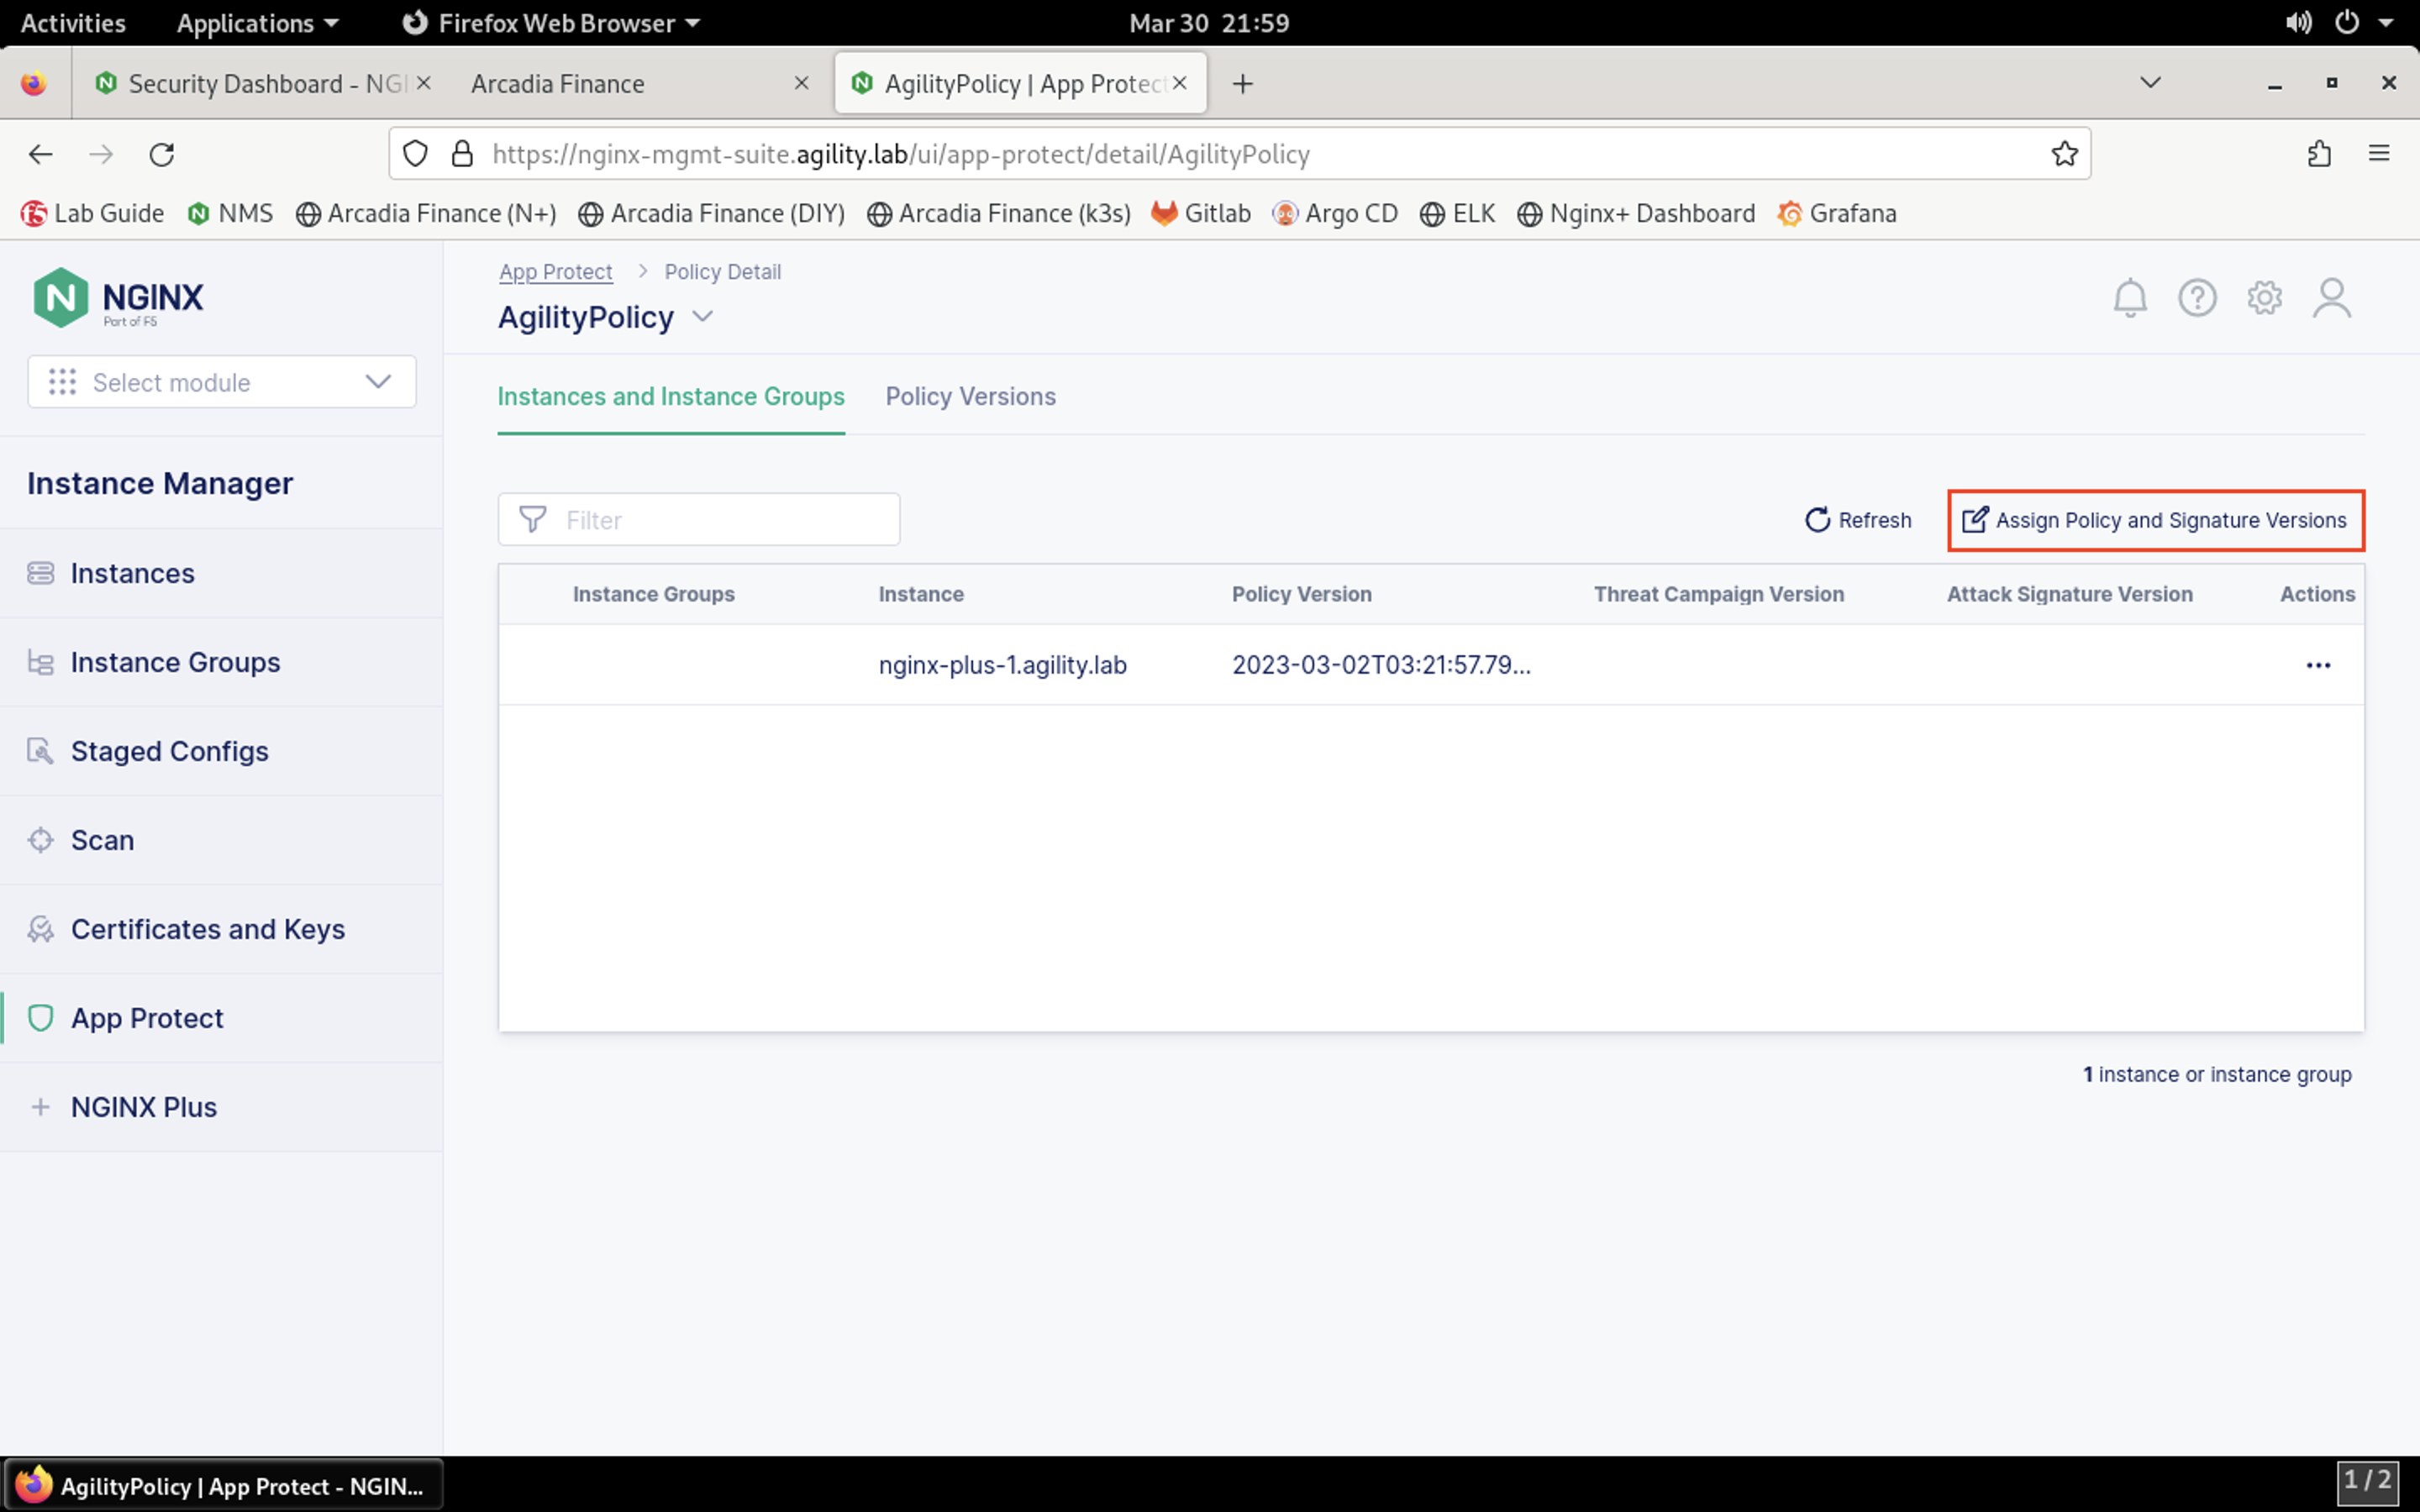 Activities Applications Firefox Web Browser Mar 30 21:59
Security Dashboard - NGI Arcadia Finance AgilityPolicy | App Protect
https://nginx-mgmt-suite.agility.lab/ui/app-protect/detail/AgilityPolicy
Lab Guide NMS Arcadia Finance (N+) Arcadia Finance (DIY) Arcadia Finance (k3s) Gitlab Argo CD ELK Nginx+ Dashboard Grafana
NGINX
Part of F5
Select module
Instance Manager
Instances
Instance Groups
Staged Configs
Scan
Certificates and Keys
App Protect
NGINX Plus
App Protect > Policy Detail
AgilityPolicy
Instances and Instance Groups Policy Versions
Filter Refresh Assign Policy and Signature Versions
Instance Groups Instance Policy Version Threat Campaign Version Attack Signature Version Actions
nginx-plus-1.agility.lab 2023-03-02T03:21:57.79... ...
1 instance or instance group
AgilityPolicy | App Protect - NGIN... 1 / 2